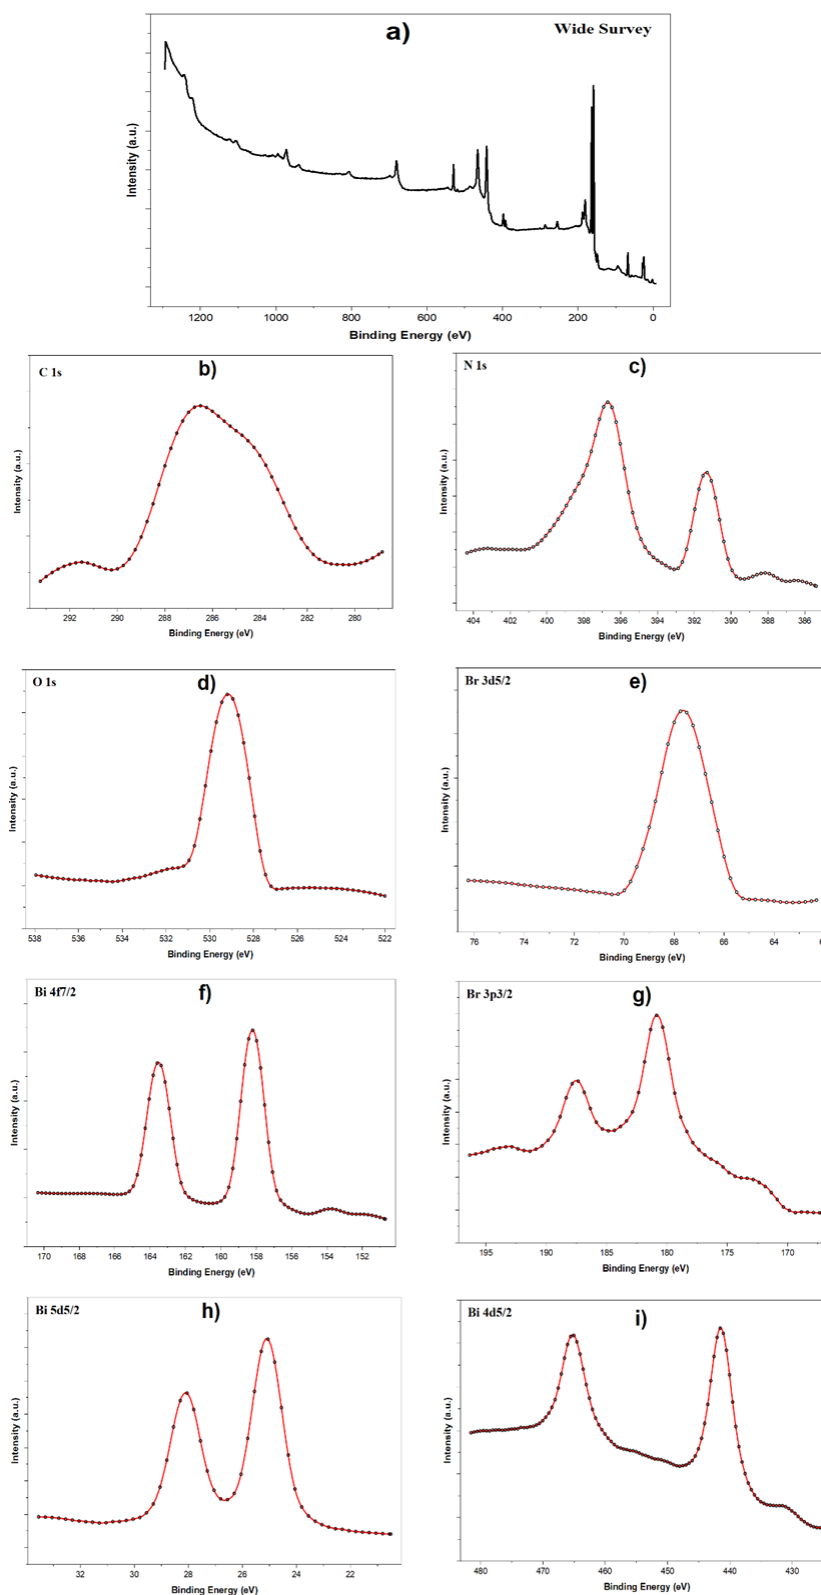 a)
Wide Survey
Intensity (a.u.)
1200 1000 800 600 400 200 0
Binding Energy (eV)
C 1s
b)
Intensity (a.u.)
292 290 288 286 284 282 280
Binding Energy (eV)
N 1s
c)
Intensity (a.u.)
404 402 400 398 396 394 392 390 388 386
Binding Energy (eV)
O 1s
d)
Intensity (a.u.)
538 536 534 532 530 528 526 524 522
Binding Energy (eV)
Br 3d5/2
e)
Intensity (a.u.)
76 74 72 70 68 66 64
Binding Energy (eV)
Bi 4f7/2
f)
Intensity (a.u.)
170 168 166 164 162 160 158 156 154 152
Binding Energy (eV)
Br 3p3/2
g)
Intensity (a.u.)
195 190 185 180 175 170
Binding Energy (eV)
Bi 5d5/2
h)
Intensity (a.u.)
32 30 28 26 24 22
Binding Energy (eV)
Bi 4d5/2
i)
Intensity (a.u.)
480 470 460 450 440 430
Binding Energy (eV)